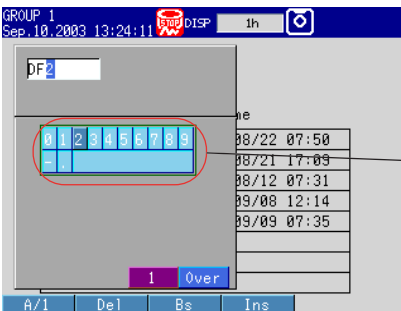 GROUP 1
Sep.10.2003 13:24:11 STOP DISP 1h
DF2
me
0 1 2 3 4 5 6 7 8 9
- .
08/22 07:50
08/21 17:09
08/12 07:31
09/08 12:14
09/09 07:35
1 Over
A/1 Del Bs Ins